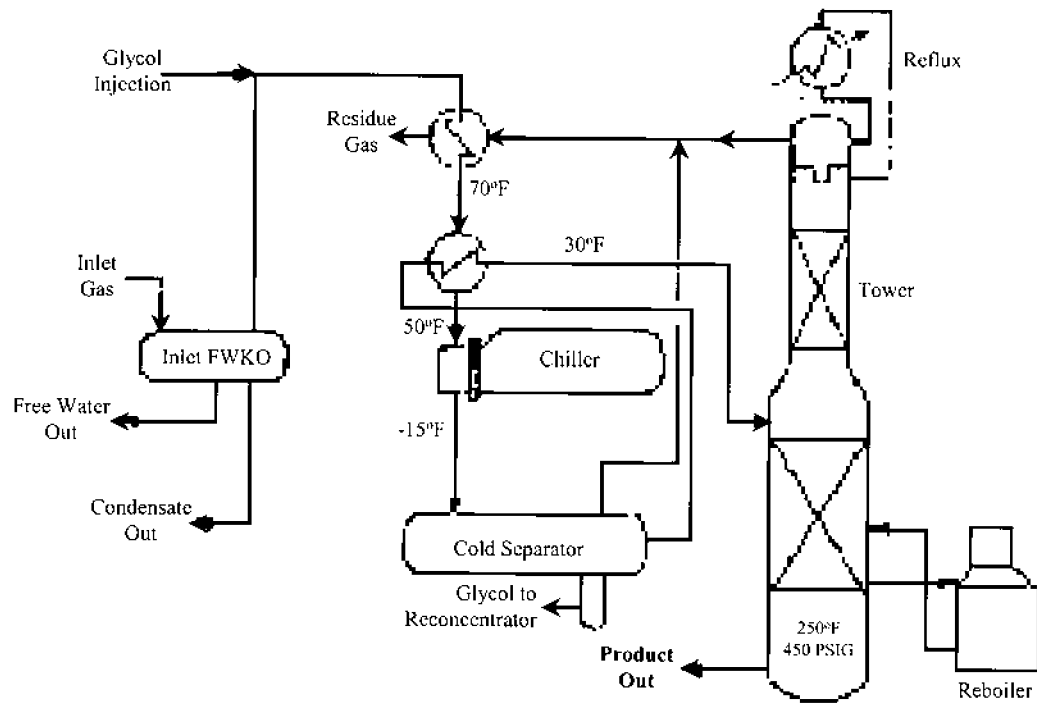 Glycol
Injection
Reflux
Residue
Gas
70°F
30°F
Inlet
Gas
Tower
50°F
Inlet FWKO
Chiller
Free Water
Out
-15°F
Condensate
Out
Cold Separator
Glycol to
Reconcentrator
250°F
450 PSIG
Product
Out
Reboiler